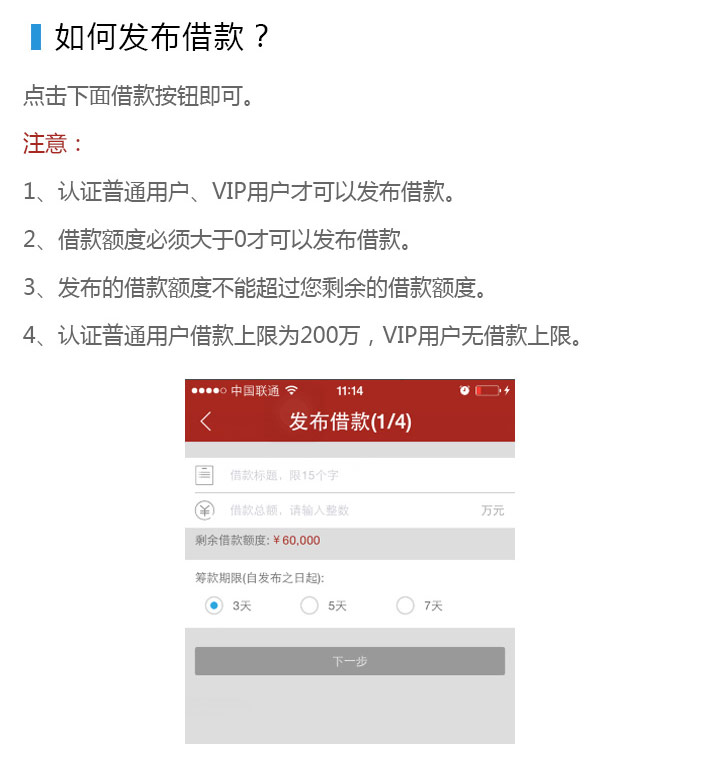 如何发布借款？
点击下面借款按钮即可。
注意：
1、认证普通用户、VIP用户才可以发布借款。
2、借款额度必须大于0才可以发布借款。
3、发布的借款额度不能超过您剩余的借款额度。
4、认证普通用户借款上限为200万，VIP用户无借款上限。
中国联通 11:14
发布借款(1/4)
借款标题，限15个字
借款总额，请输入整数 万元
剩余借款额度:￥60,000
筹款期限(自发布之日起):
3天 5天 7天
下一步